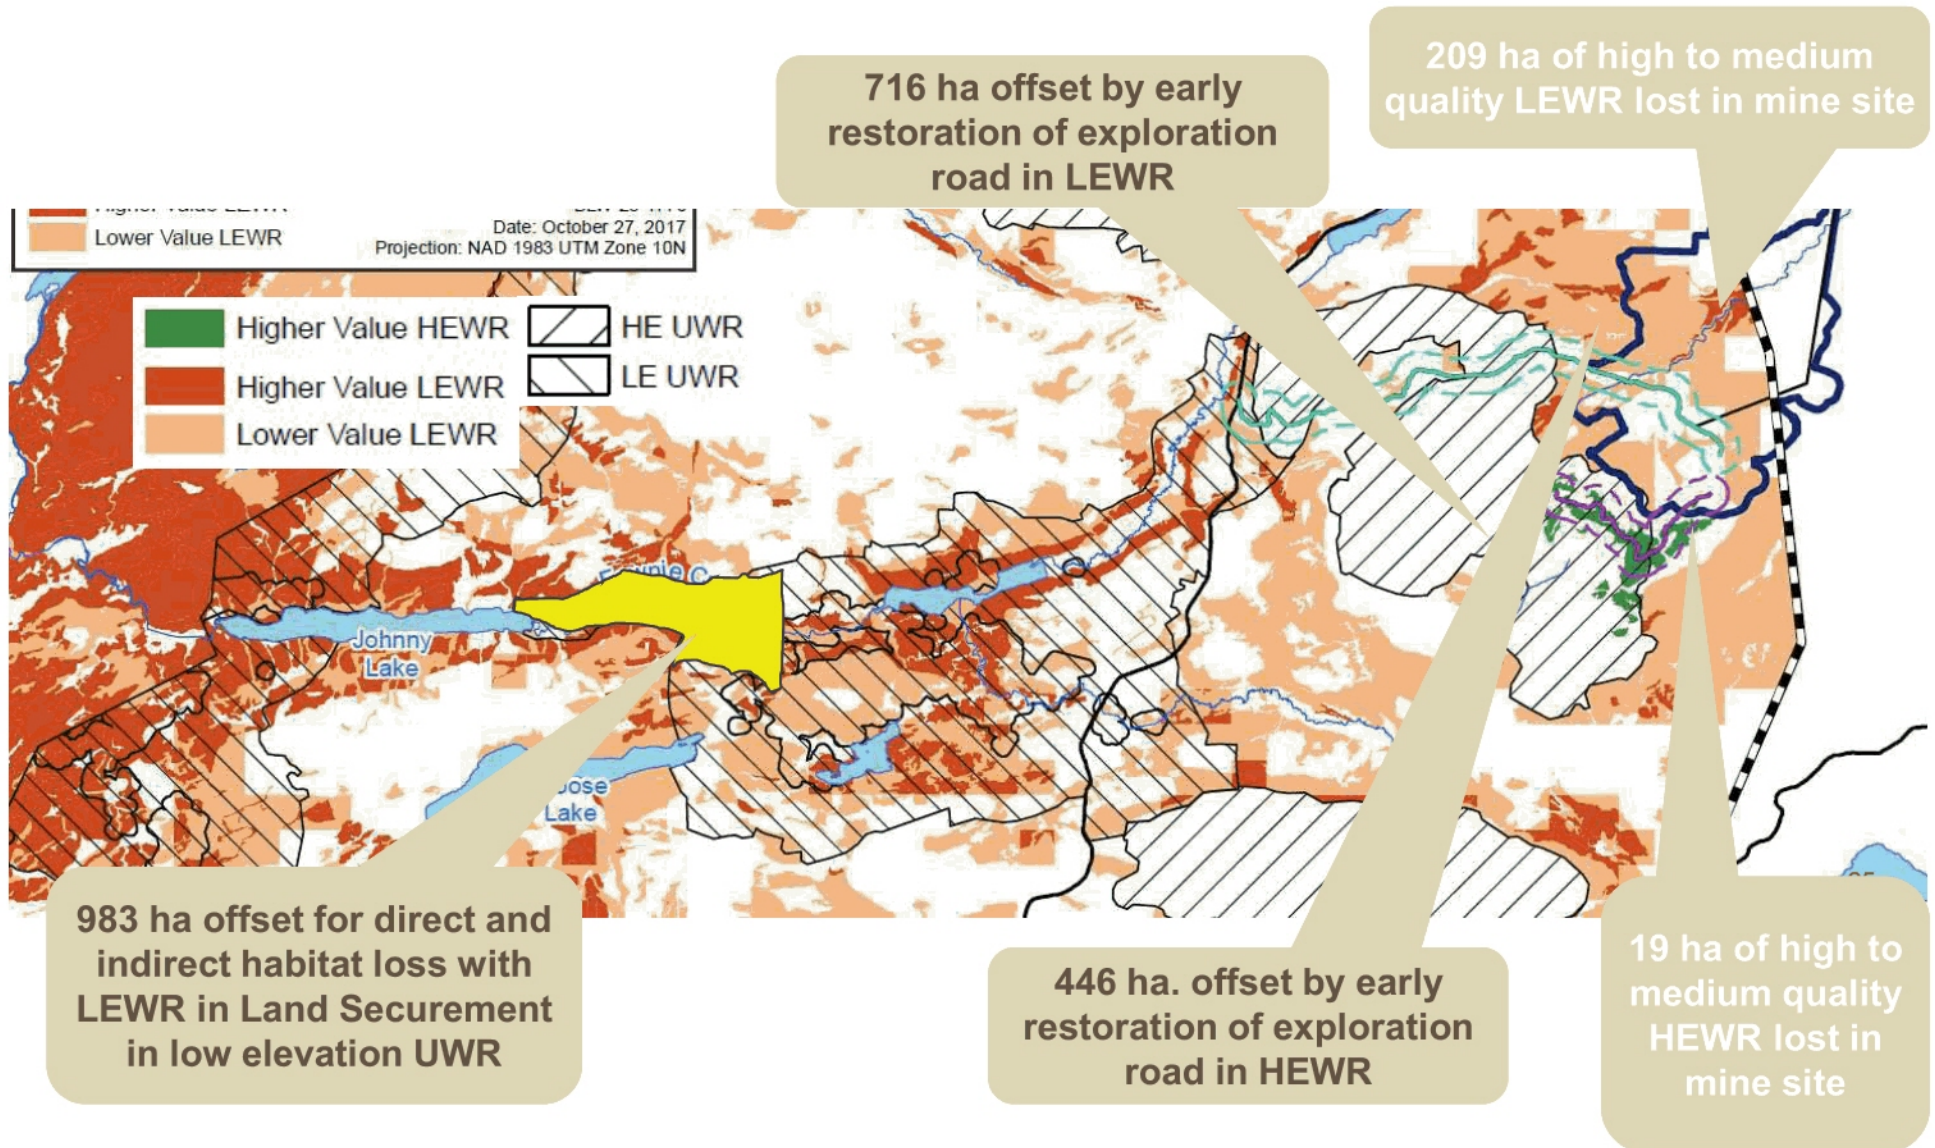 716 ha offset by early
restoration of exploration
road in LEWR
209 ha of high to medium
quality LEWR lost in mine site
Higher Value LEWR
Lower Value LEWR
Date: October 27, 2017
Projection: NAD 1983 UTM Zone 10N
Higher Value HEWR
HE UWR
Higher Value LEWR
LE UWR
Lower Value LEWR
Johnny
Lake
Lake
983 ha offset for direct and
indirect habitat loss with
LEWR in Land Securement
in low elevation UWR
446 ha. offset by early
restoration of exploration
road in HEWR
19 ha of high to
medium quality
HEWR lost in
mine site